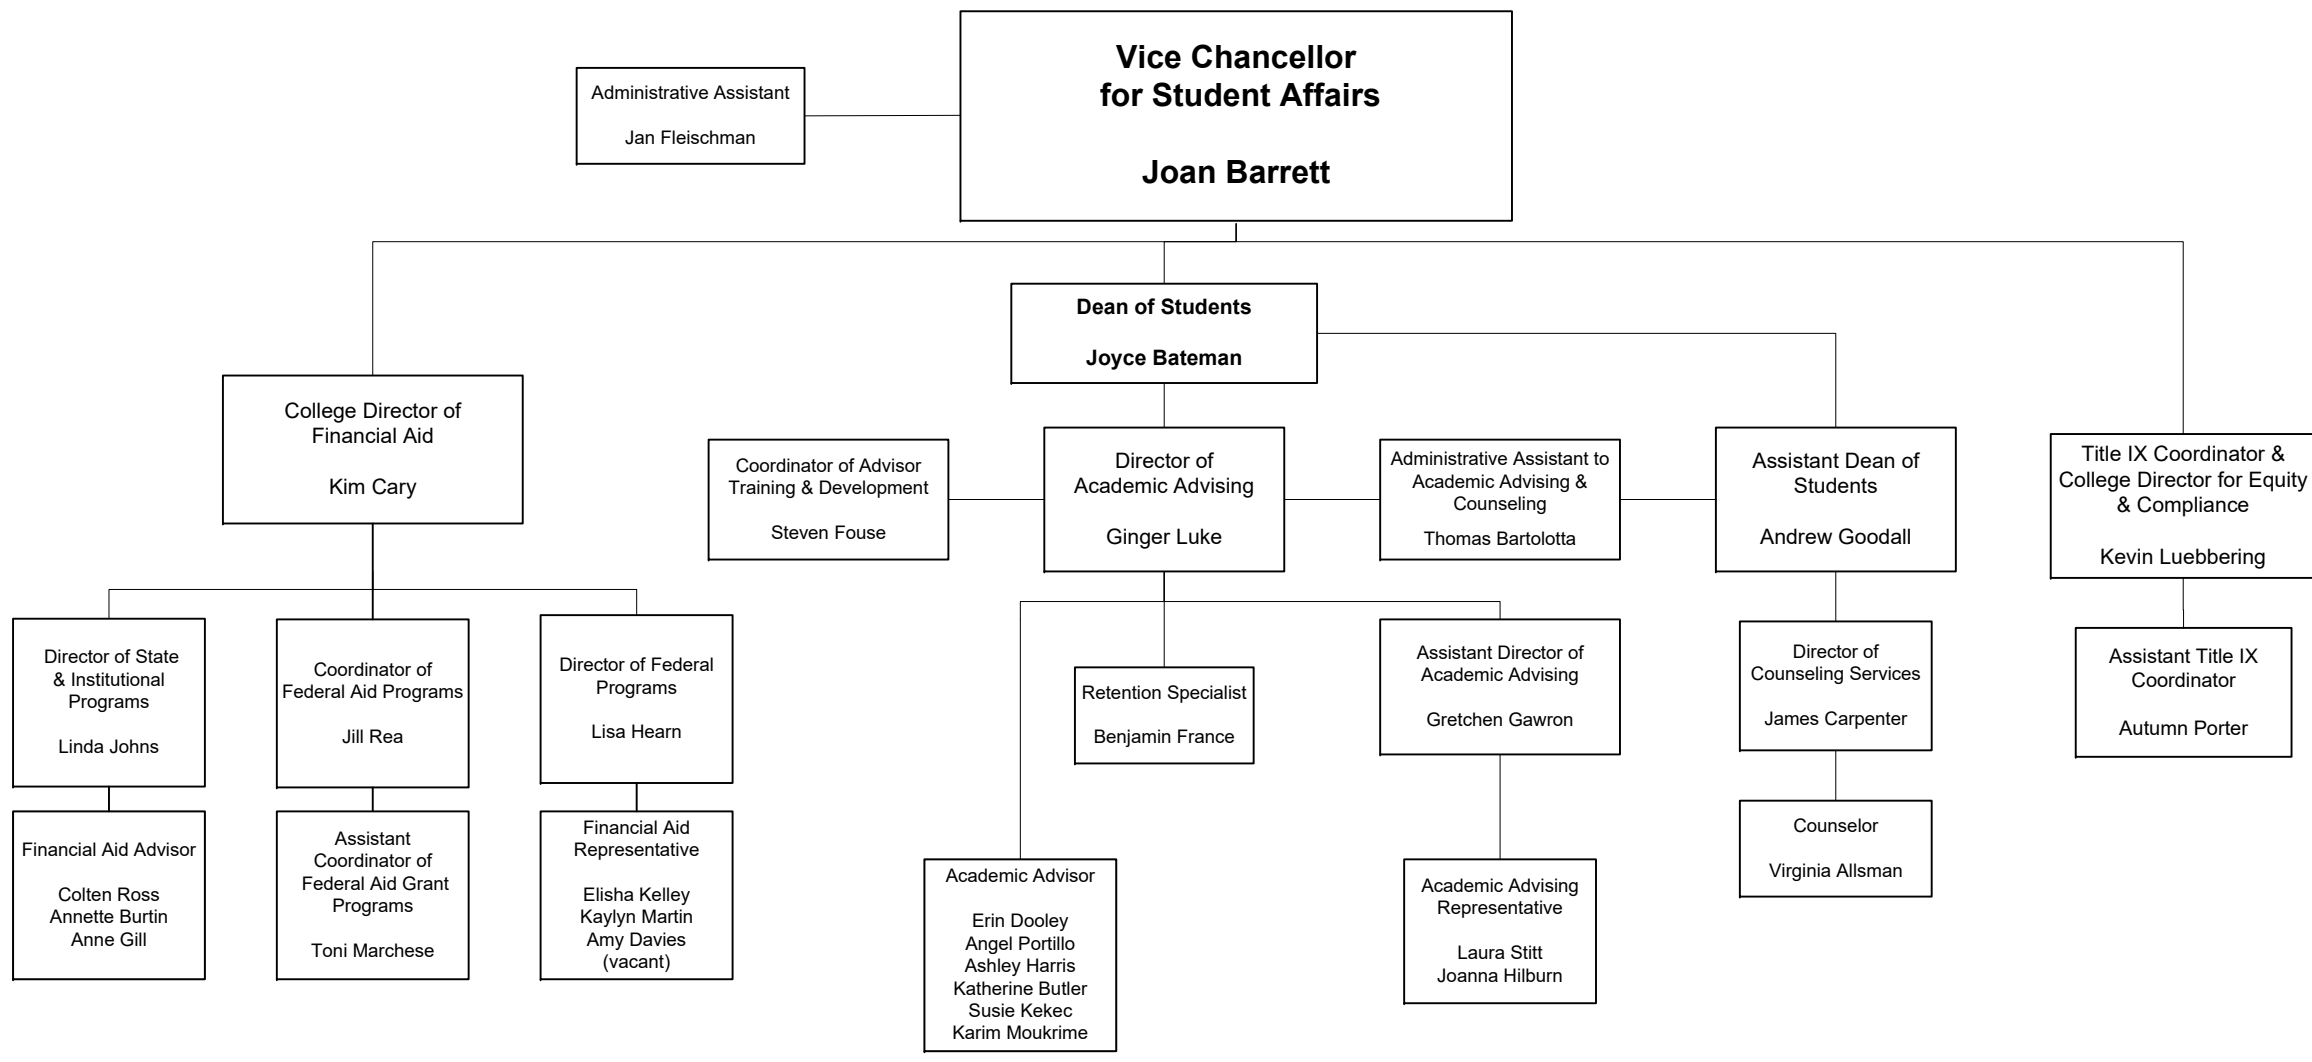 Vice Chancellor
for Student Affairs
Joan Barrett
Administrative Assistant
Jan Fleischman
Dean of Students
Joyce Bateman
College Director of
Financial Aid
Kim Cary
Coordinator of Advisor
Training & Development
Steven Fouse
Director of
Academic Advising
Ginger Luke
Administrative Assistant to
Academic Advising &
Counseling
Thomas Bartolotta
Assistant Dean of
Students
Andrew Goodall
Title IX Coordinator &
College Director for Equity
& Compliance
Kevin Luebbering
Director of State
& Institutional
Programs
Linda Johns
Coordinator of
Federal Aid Programs
Jill Rea
Director of Federal
Programs
Lisa Hearn
Retention Specialist
Benjamin France
Assistant Director of
Academic Advising
Gretchen Gawron
Director of
Counseling Services
James Carpenter
Assistant Title IX
Coordinator
Autumn Porter
Financial Aid Advisor
Colten Ross
Annette Burtin
Anne Gill
Assistant
Coordinator of
Federal Aid Grant
Programs
Toni Marchese
Financial Aid
Representative
Elisha Kelley
Kaylyn Martin
Amy Davies
(vacant)
Academic Advisor
Erin Dooley
Angel Portillo
Ashley Harris
Katherine Butler
Susie Kekec
Karim Moukrime
Academic Advising
Representative
Laura Stitt
Joanna Hilburn
Counselor
Virginia Allsman